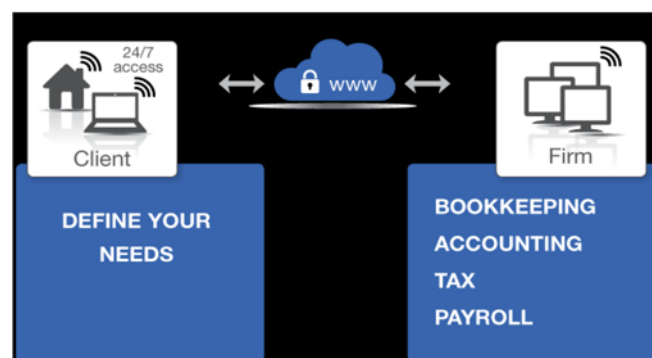 24/7
access
Client
www
Firm
DEFINE YOUR
NEEDS
BOOKKEEPING
ACCOUNTING
TAX
PAYROLL